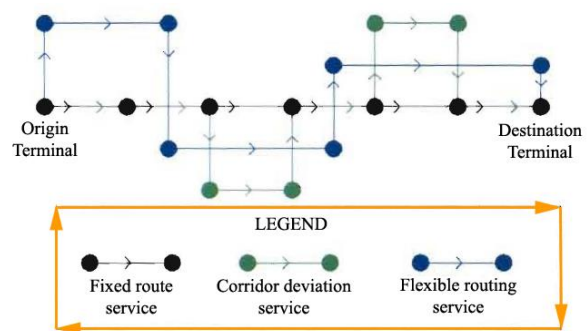 Origin
Terminal
Destination
Terminal
LEGEND
Fixed route
service
Corridor deviation
service
Flexible routing
service